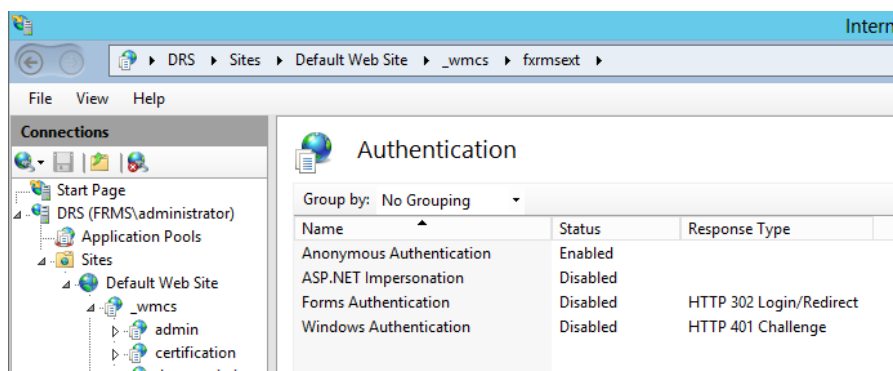 Intern
DRS Sites Default Web Site _wmcs fxrmsext
File View Help
Connections
Authentication
Start Page
DRS (FRMS\administrator)
Application Pools
Sites
Default Web Site
_wmcs
admin
certification
Group by: No Grouping
Name Status Response Type
Anonymous Authentication Enabled
ASP.NET Impersonation Disabled
Forms Authentication Disabled HTTP 302 Login/Redirect
Windows Authentication Disabled HTTP 401 Challenge